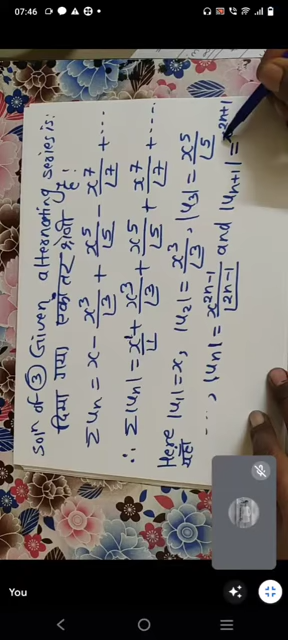 07:46
Soln of ③ Given alternating series is:
दिया गया एकांतर श्रेणी है:
∑un = x - x³/|3 + x⁵/|5 - x⁷/|7 + ----
∴ ∑|un| = x¹/1 + x³/|3 + x⁵/|5 + x⁷/|7 + ----
Here |u1| = x, |u2| = x³/|3, |u3| = x⁵/|5
यहाँ ..., |un| = x²ⁿ⁻¹/|2n-1 and |un+1| = x²ⁿ⁺¹
You